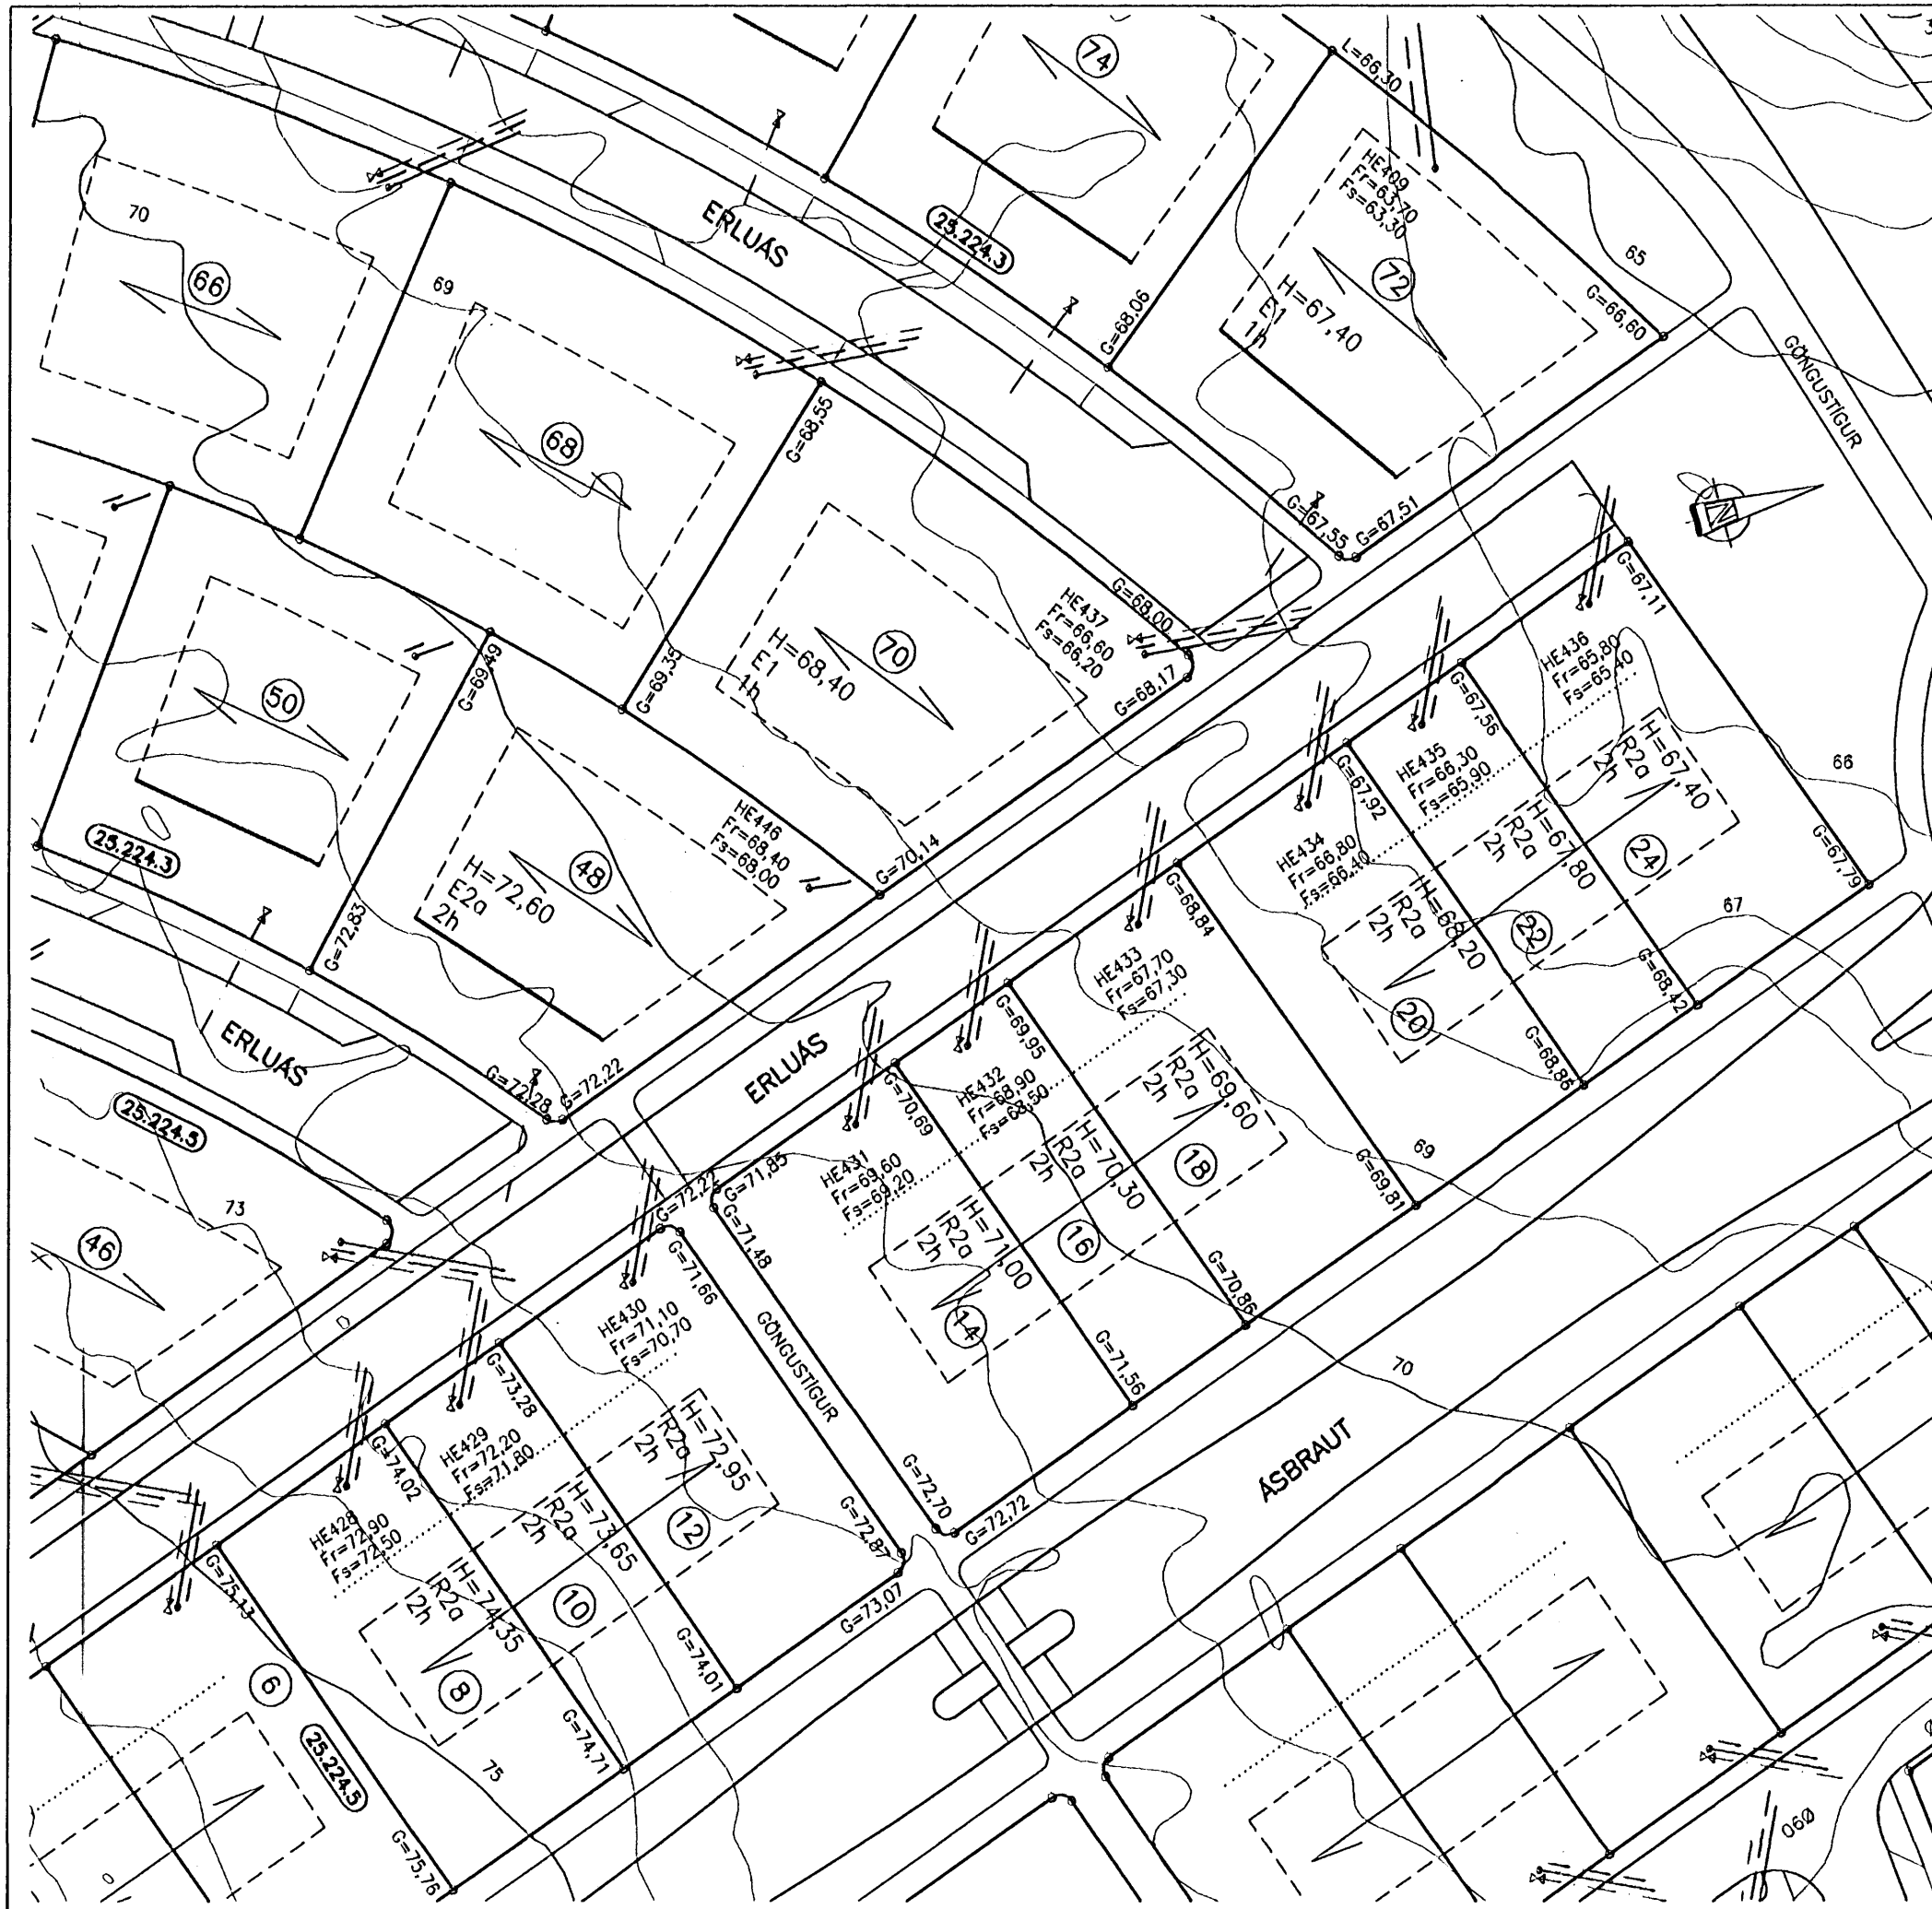 74
L=66,30
HE409
Fr=63,70
Fs=63,30
72
H=67,40
E1
1h
G=66,60
65
GÖNGUSTÍGUR
ERLUÁS
25.224.3
G=68,06
70
66
69
68
G=68,55
G=67,55
G=67,51
G=68,00
HE437
Fr=66,60
Fs=66,20
70
H=68,40
E1
1h
G=68,17
G=69,49
G=69,35
50
25.224.3
HE446
Fr=68,40
Fs=68,00
48
H=72,60
E2a
2h
G=70,14
G=72,83
G=72,28
G=72,22
ERLUÁS
25.224.5
N
G=67,11
HE436
Fr=65,80
Fs=65,40
H=67,40
R2a
2h
24
66
G=67,79
67
G=67,56
HE435
Fr=66,30
Fs=65,90
H=67,80
R2a
2h
22
G=68,42
G=67,92
HE434
Fr=66,80
Fs=66,40
H=68,20
R2a
2h
20
G=68,86
G=68,84
HE433
Fr=67,70
Fs=67,30
H=69,60
R2a
2h
18
G=69,81
69
G=69,95
HE432
Fr=68,90
Fs=68,50
H=70,30
R2a
2h
16
G=70,86
ERLUÁS
G=70,69
HE431
Fr=69,60
Fs=69,20
H=71,00
R2a
2h
14
G=71,56
G=71,85
G=71,48
GÖNGUSTÍGUR
G=72,70
G=72,72
70
ÁSBRAUT
73
46
G=72,22
G=71,66
HE430
Fr=71,10
Fs=70,70
H=72,95
R2a
2h
12
G=72,87
G=73,07
G=73,28
HE429
Fr=72,20
Fs=71,80
H=73,65
R2a
2h
10
G=74,01
G=74,02
HE428
Fr=72,90
Fs=72,50
H=74,35
R2a
2h
8
G=74,71
G=75,13
6
25.224.5
75
G=75,76